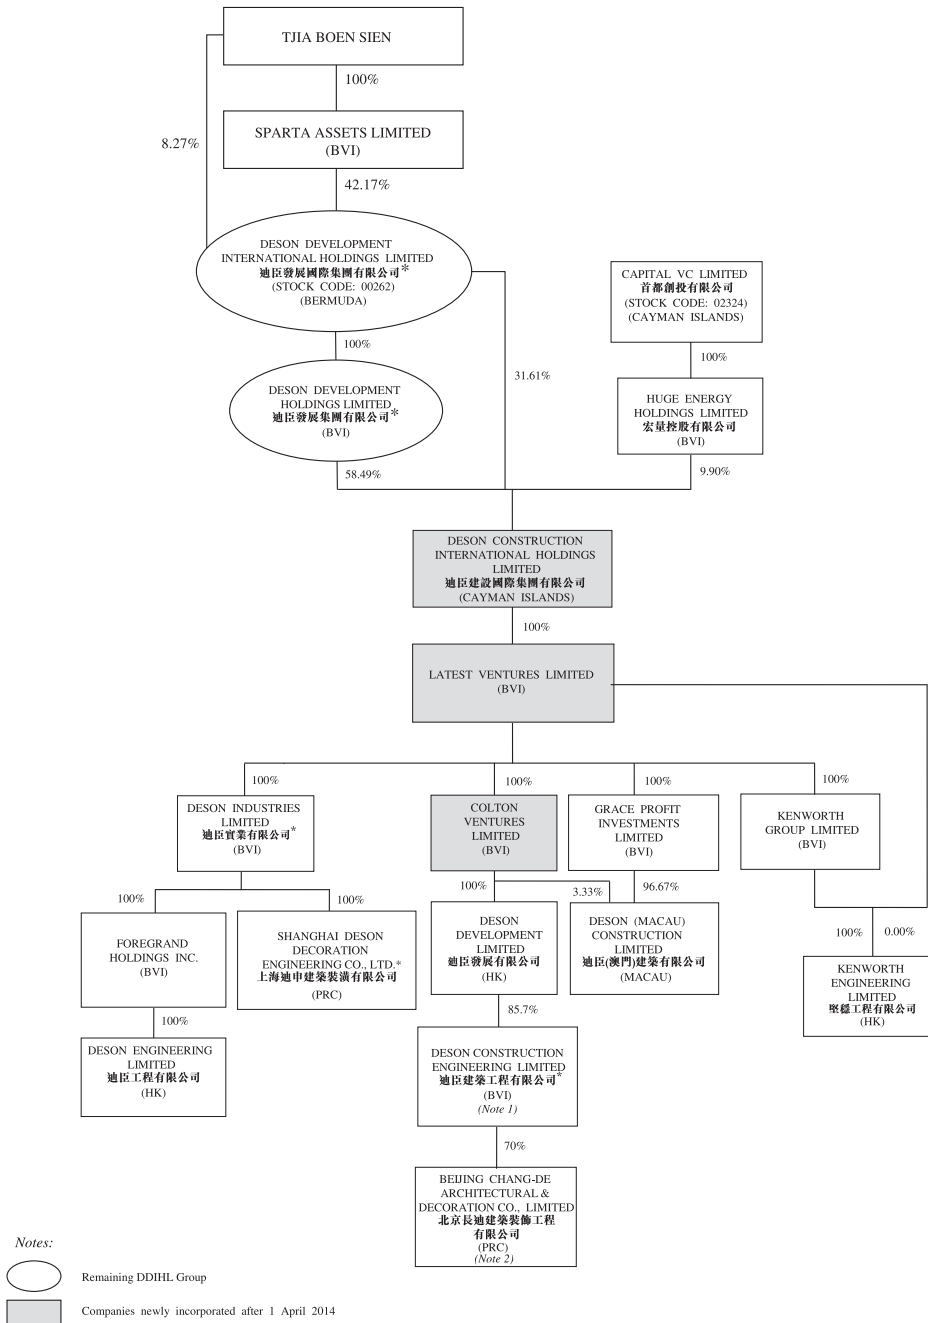 TJIA BOEN SIEN
100%
8.27%
SPARTA ASSETS LIMITED
(BVI)
42.17%
DESON DEVELOPMENT
INTERNATIONAL HOLDINGS LIMITED
迪臣發展國際集團有限公司*
(STOCK CODE: 00262)
(BERMUDA)
CAPITAL VC LIMITED
首都創投有限公司
(STOCK CODE: 02324)
(CAYMAN ISLANDS)
100%
100%
31.61%
DESON DEVELOPMENT
HOLDINGS LIMITED
迪臣發展集團有限公司*
(BVI)
HUGE ENERGY
HOLDINGS LIMITED
宏量控股有限公司
(BVI)
58.49%
9.90%
DESON CONSTRUCTION
INTERNATIONAL HOLDINGS
LIMITED
迪臣建設國際集團有限公司
(CAYMAN ISLANDS)
100%
LATEST VENTURES LIMITED
(BVI)
100%
100%
100%
100%
DESON INDUSTRIES
LIMITED
迪臣實業有限公司*
(BVI)
COLTON
VENTURES
LIMITED
(BVI)
GRACE PROFIT
INVESTMENTS
LIMITED
(BVI)
KENWORTH
GROUP LIMITED
(BVI)
100%
100%
100%
3.33%
96.67%
FOREGRAND
HOLDINGS INC.
(BVI)
SHANGHAI DESON
DECORATION
ENGINEERING CO., LTD.*
上海迪申建築裝潢有限公司
(PRC)
DESON
DEVELOPMENT
LIMITED
迪臣發展有限公司
(HK)
DESON (MACAU)
CONSTRUCTION
LIMITED
迪臣(澳門)建築有限公司
(MACAU)
100%
0.00%
KENWORTH
ENGINEERING
LIMITED
堅穩工程有限公司
(HK)
100%
85.7%
DESON ENGINEERING
LIMITED
迪臣工程有限公司
(HK)
DESON CONSTRUCTION
ENGINEERING LIMITED
迪臣建築工程有限公司*
(BVI)
(Note 1)
70%
BEIJING CHANG-DE
ARCHITECTURAL &
DECORATION CO., LIMITED
北京長迪建築裝飾工程
有限公司
(PRC)
(Note 2)
Notes:
Remaining DDIHL Group
Companies newly incorporated after 1 April 2014